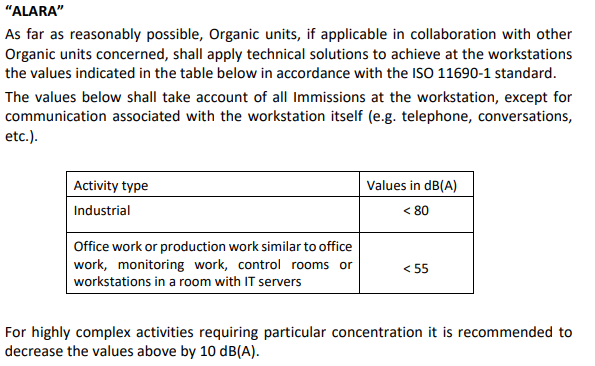 “ALARA”
As far as reasonably possible, Organic units, if applicable in collaboration with other
Organic units concerned, shall apply technical solutions to achieve at the workstations
the values indicated in the table below in accordance with the ISO 11690-1 standard.
The values below shall take account of all Immissions at the workstation, except for
communication associated with the workstation itself (e.g. telephone, conversations,
etc.).
Activity type Values in dB(A)
Industrial < 80
Office work or production work similar to office
work, monitoring work, control rooms or
workstations in a room with IT servers
< 55
For highly complex activities requiring particular concentration it is recommended to
decrease the values above by 10 dB(A).